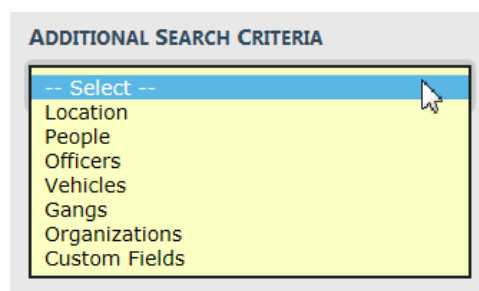 ADDITIONAL SEARCH CRITERIA
-- Select --
Location
People
Officers
Vehicles
Gangs
Organizations
Custom Fields